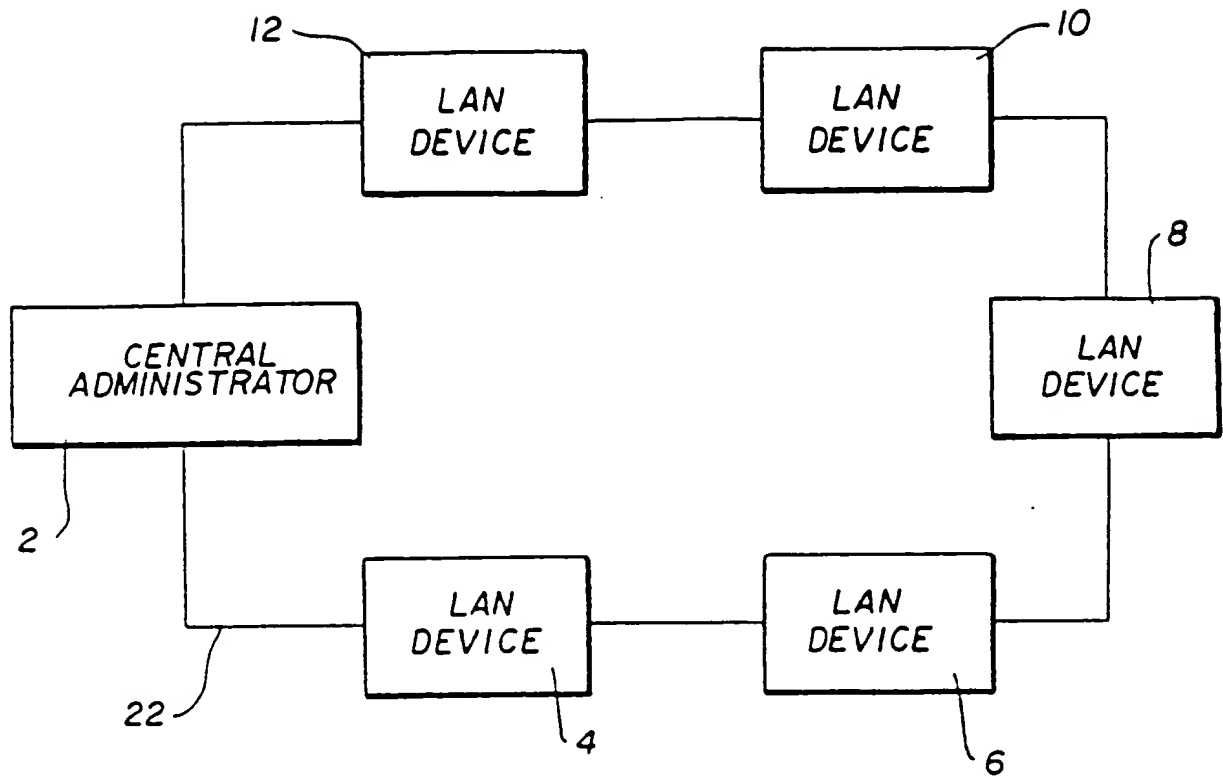 12
10
LAN
DEVICE
LAN
DEVICE
8
CENTRAL
ADMINISTRATOR
LAN
DEVICE
2
LAN
DEVICE
LAN
DEVICE
22
4
6